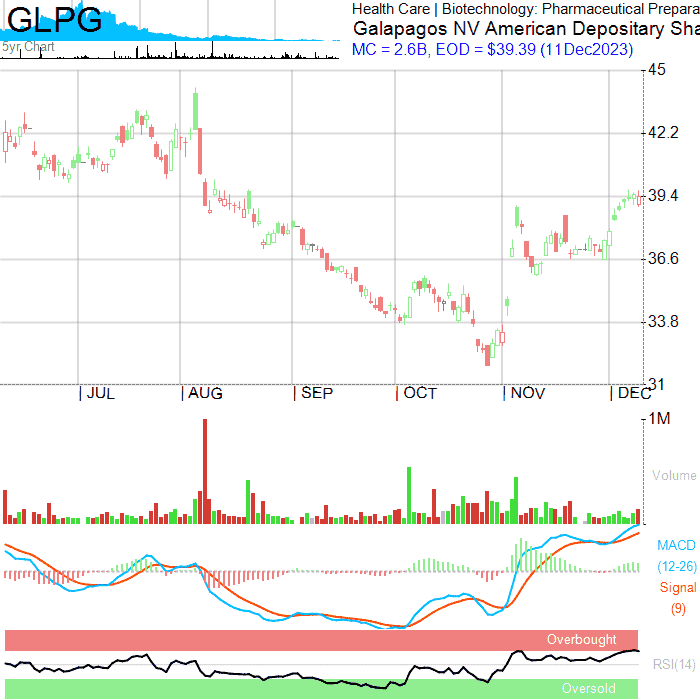 GLPG
5yr Chart
Health Care | Biotechnology: Pharmaceutical Prepara
Galapagos NV American Depositary Sha
MC = 2.6B, EOD = $39.39 (11Dec2023)
45
42.2
39.4
36.6
33.8
31
| JUL | AUG | SEP | OCT | NOV | DEC
1M
Volume
MACD
(12-26)
Signal
(9)
Overbought
RSI(14)
Oversold